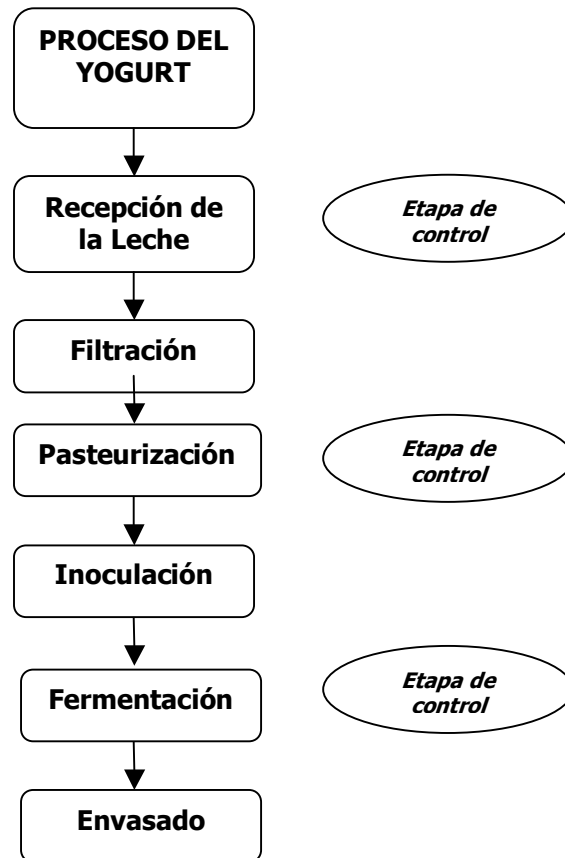 PROCESO DEL
YOGURT
Recepción de
la Leche
Etapa de
control
Filtración
Pasteurización
Etapa de
control
Inoculación
Fermentación
Etapa de
control
Envasado